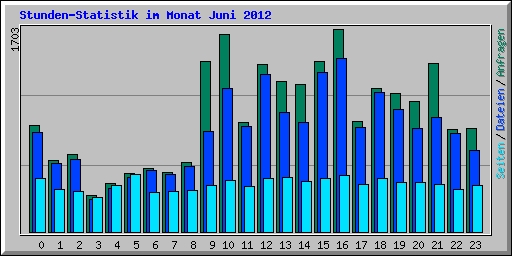 Stunden-Statistik im Monat Juni 2012
1703
Seiten / Dateien / Anfragen
0 1 2 3 4 5 6 7 8 9 10 11 12 13 14 15 16 17 18 19 20 21 22 23